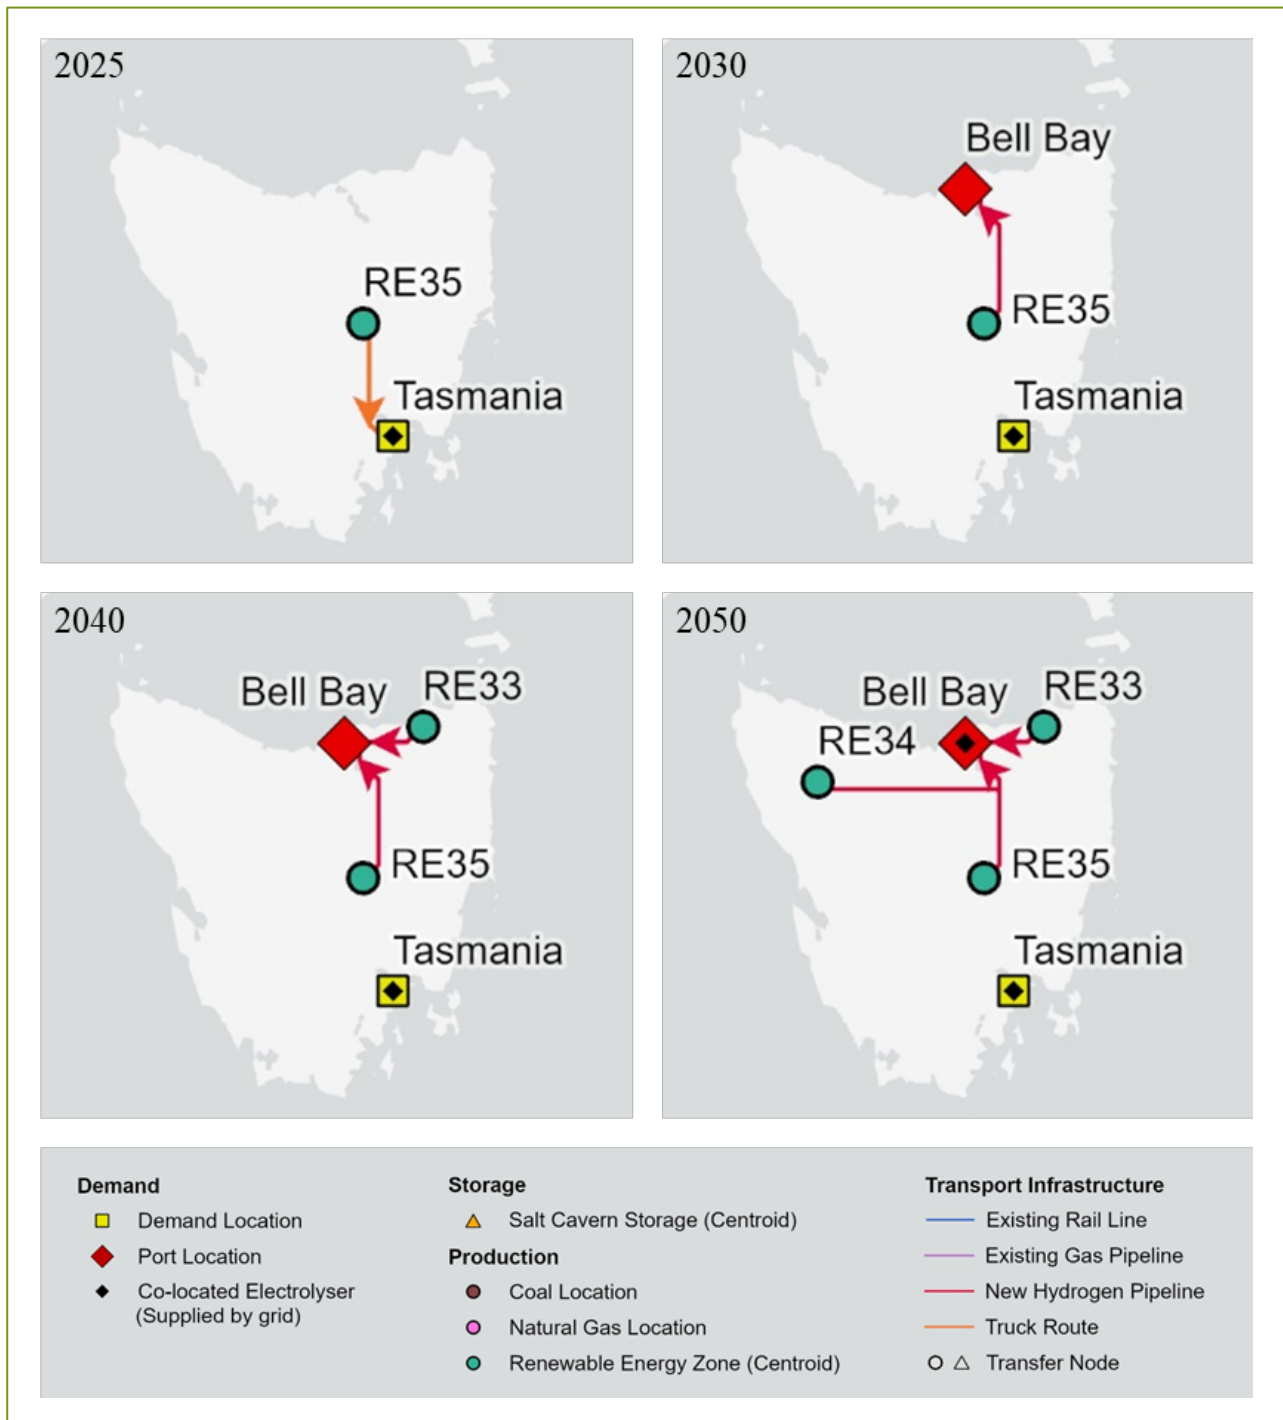 2025
RE35
Tasmania
2030
Bell Bay
RE35
Tasmania
2040
Bell Bay
RE33
RE35
Tasmania
2050
Bell Bay
RE33
RE34
RE35
Tasmania
Demand
Demand Location
Port Location
Co-located Electrolyser
(Supplied by grid)
Storage
Salt Cavern Storage (Centroid)
Production
Coal Location
Natural Gas Location
Renewable Energy Zone (Centroid)
Transport Infrastructure
Existing Rail Line
Existing Gas Pipeline
New Hydrogen Pipeline
Truck Route
Transfer Node